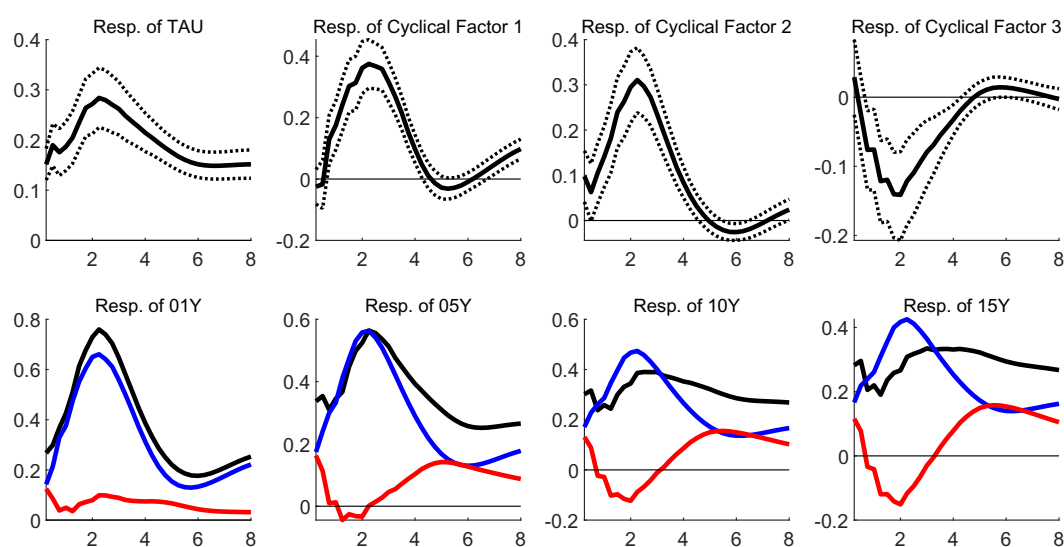 Resp. of TAU
0.4
0.3
0.2
0.1
0
2 4 6 8
Resp. of Cyclical Factor 1
0.4
0.2
0
-0.2
2 4 6 8
Resp. of Cyclical Factor 2
0.4
0.3
0.2
0.1
0
2 4 6 8
Resp. of Cyclical Factor 3
0
-0.1
-0.2
2 4 6 8
Resp. of 01Y
0.8
0.6
0.4
0.2
0
2 4 6 8
Resp. of 05Y
0.6
0.4
0.2
0
2 4 6 8
Resp. of 10Y
0.6
0.4
0.2
0
-0.2
2 4 6 8
Resp. of 15Y
0.4
0.2
0
-0.2
2 4 6 8